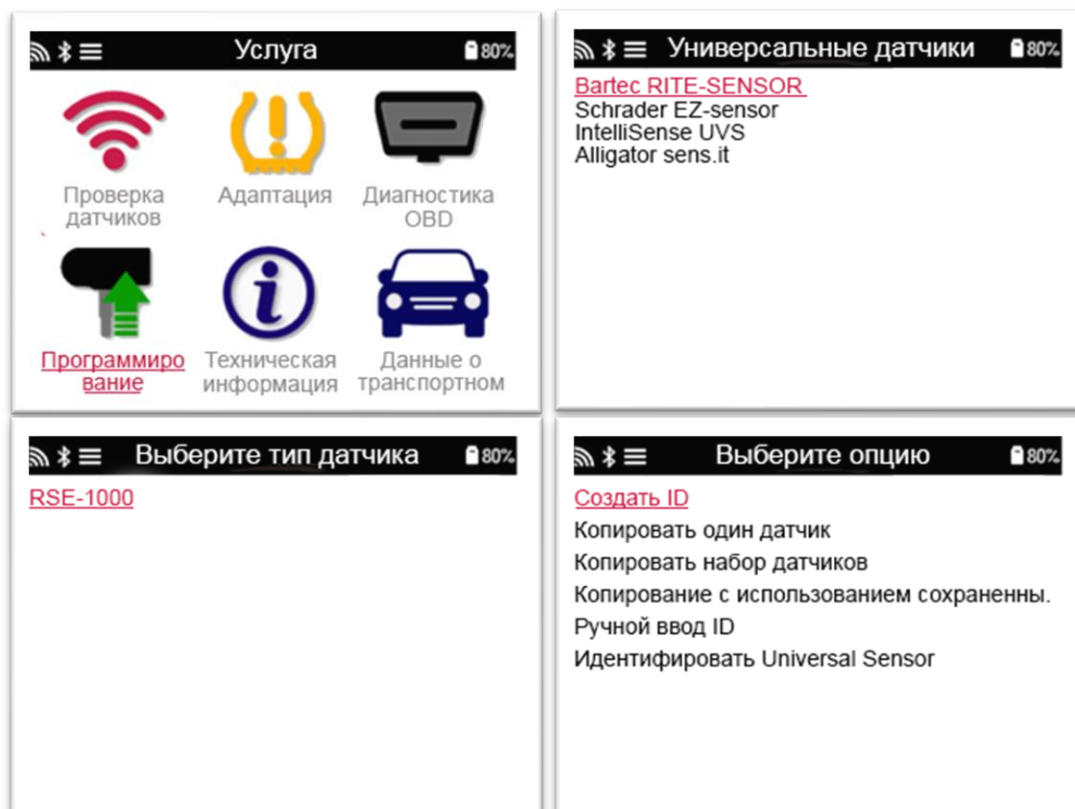 Услуга
80%
Проверка
датчиков
Адаптация
Диагностика
OBD
Программиро
вание
Техническая
информация
Данные о
транспортном
Универсальные датчики
80%
Bartec RITE-SENSOR
Schrader EZ-sensor
IntelliSense UVS
Alligator sens.it
Выберите тип датчика
80%
RSE-1000
Выберите опцию
80%
Создать ID
Копировать один датчик
Копировать набор датчиков
Копирование с использованием сохраненны.
Ручной ввод ID
Идентифировать Universal Sensor